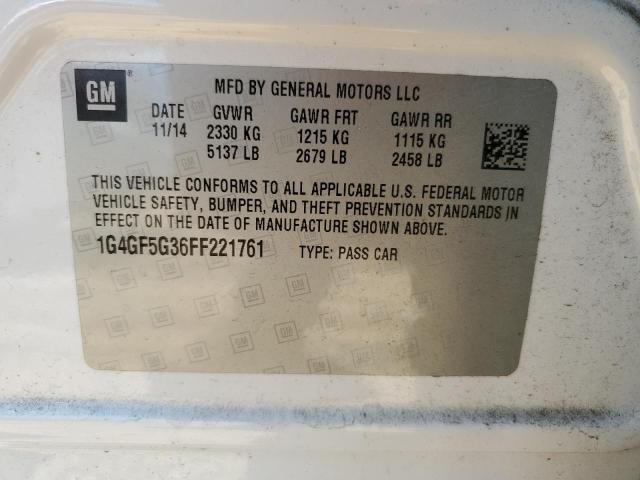 GM
MFD BY GENERAL MOTORS LLC
DATE GVWR GAWR FRT GAWR RR
11/14 2330 KG 1215 KG 1115 KG
5137 LB 2679 LB 2458 LB
THIS VEHICLE CONFORMS TO ALL APPLICABLE U.S. FEDERAL MOTOR
VEHICLE SAFETY, BUMPER, AND THEFT PREVENTION STANDARDS IN
EFFECT ON THE DATE OF MANUFACTURE SHOWN ABOVE.
1G4GF5G36FF221761 TYPE: PASS CAR